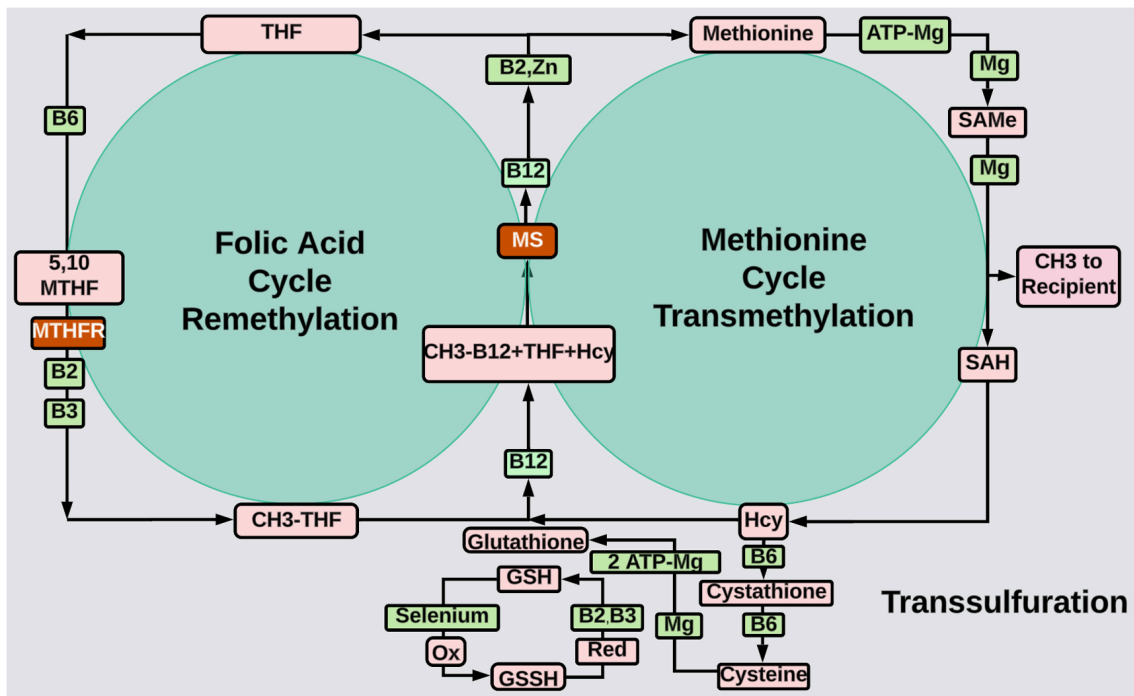 THF
Methionine
ATP-Mg
B2,Zn
Mg
B6
SAMe
B12
Mg
MS
Folic Acid
Cycle
Remethylation
Methionine
Cycle
Transmethylation
5,10
MTHF
CH3 to
Recipient
MTHFR
CH3-B12+THF+Hcy
SAH
B2
B3
B12
CH3-THF
Hcy
Glutathione
B6
2 ATP-Mg
GSH
Cystathione
Transsulfuration
Selenium
B2,B3
Mg
B6
Ox
Red
GSSH
Cysteine